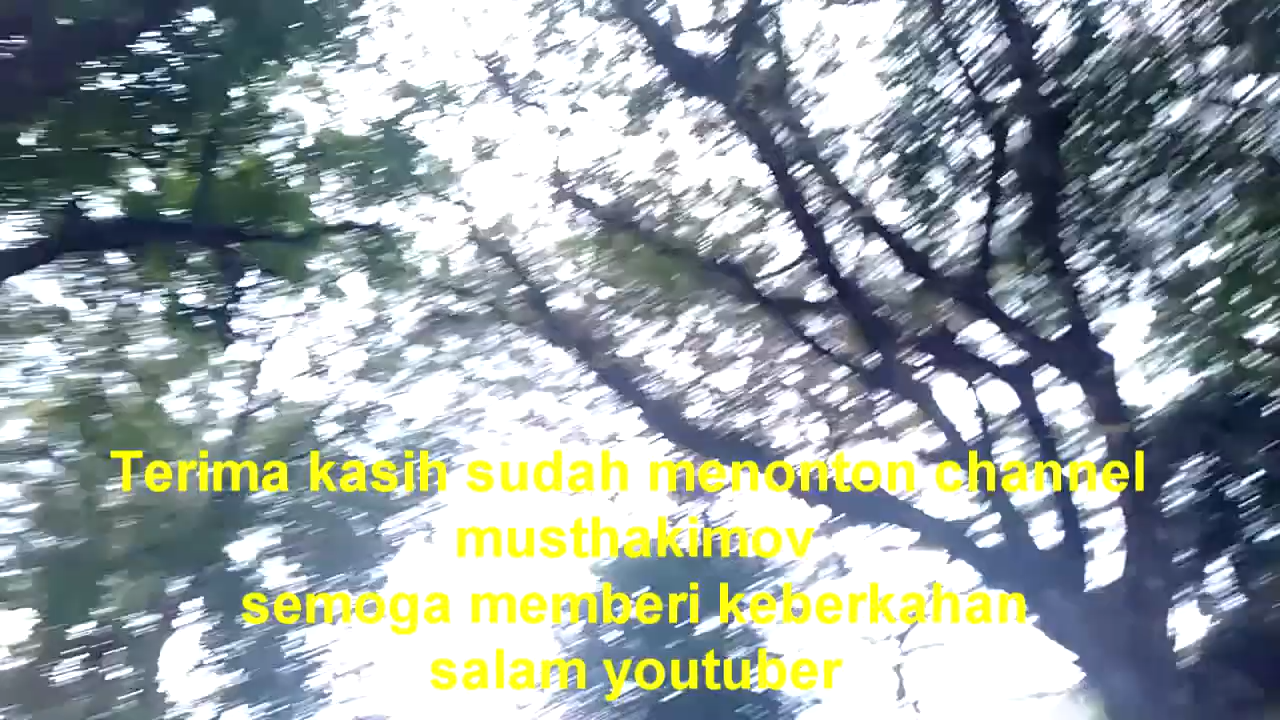 Terima kasih sudah menonton channel
musthakimov
semoga memberi keberkahan
salam youtuber